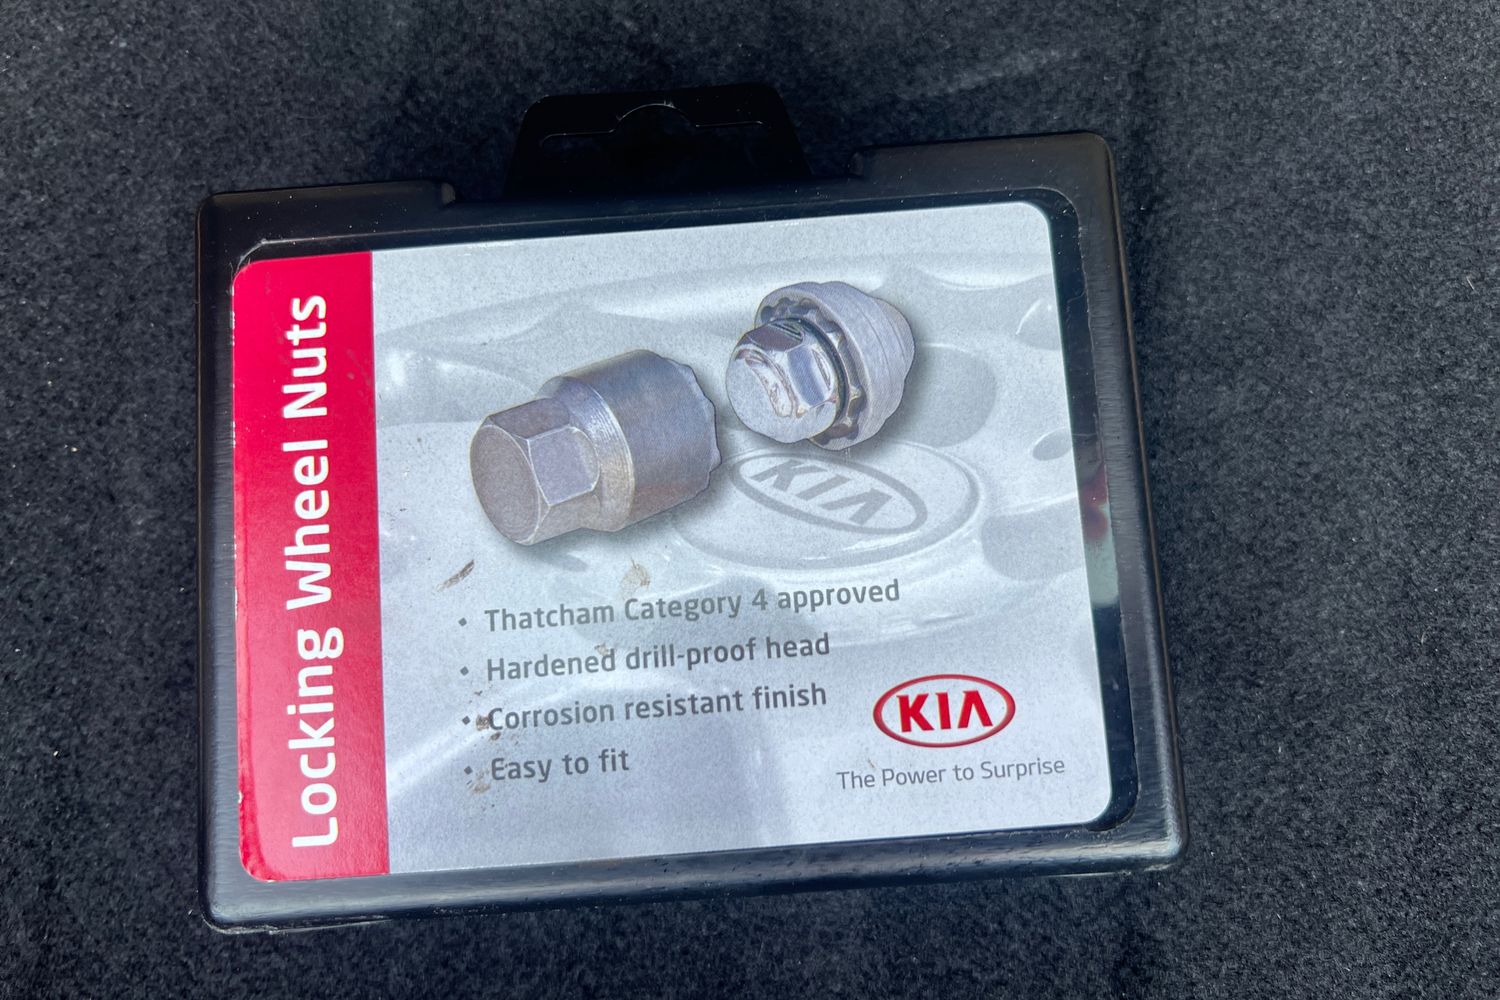 Locking Wheel Nuts
KIA
• Thatcham Category 4 approved
• Hardened drill-proof head
• Corrosion resistant finish
• Easy to fit
KIA
The Power to Surprise